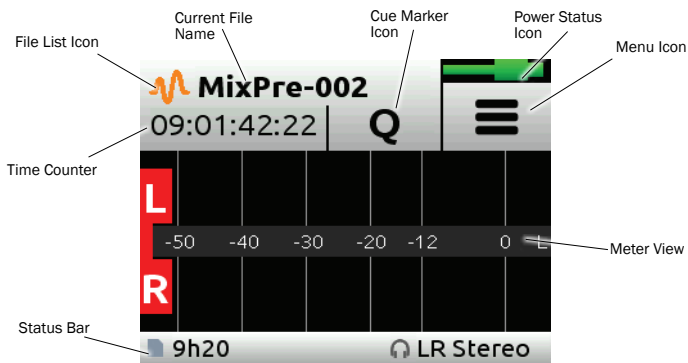 Current File
Name
Cue Marker
Icon
Power Status
Icon
File List Icon
Menu Icon
MixPre-002
09:01:42:22
Q
Time Counter
L
-50 -40 -30 -20 -12 0 L
Meter View
R
Status Bar
9h20
LR Stereo